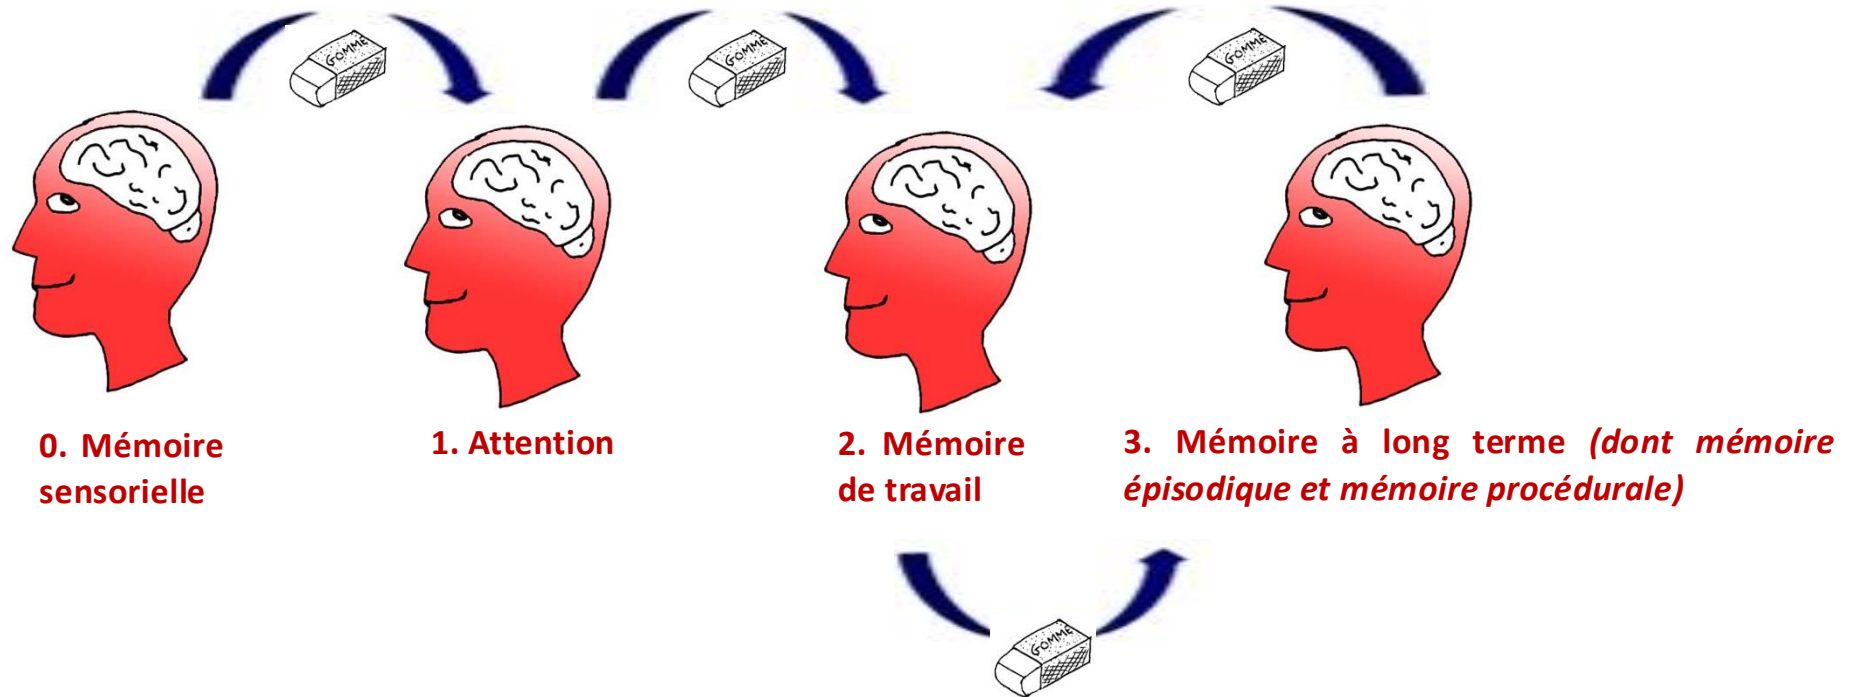 GOMME
GOMME
GOMME
0. Mémoire
sensorielle
1. Attention
2. Mémoire
de travail
3. Mémoire à long terme (dont mémoire
épisodique et mémoire procédurale)
GOMME